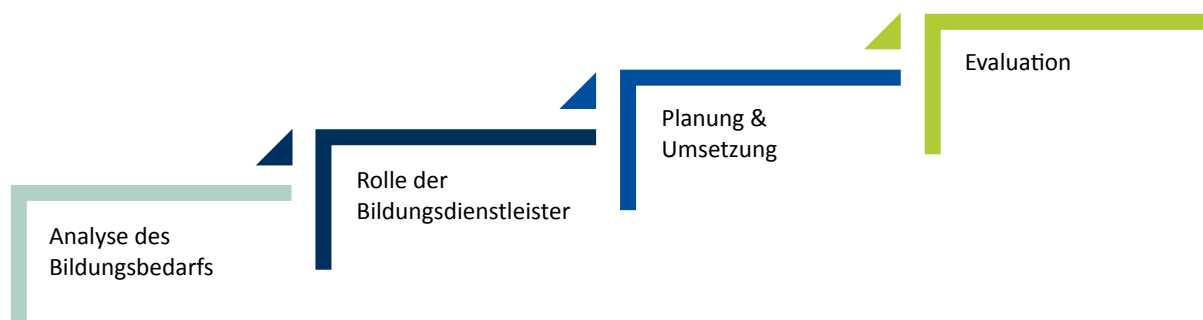 Analyse des
Bildungsbedarfs
Rolle der
Bildungsdienstleister
Planung &
Umsetzung
Evaluation